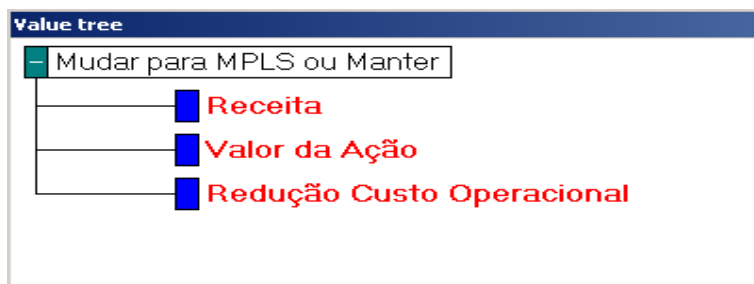 Value tree
Mudar para MPLS ou Manter
Receita
Valor da Ação
Redução Custo Operacional